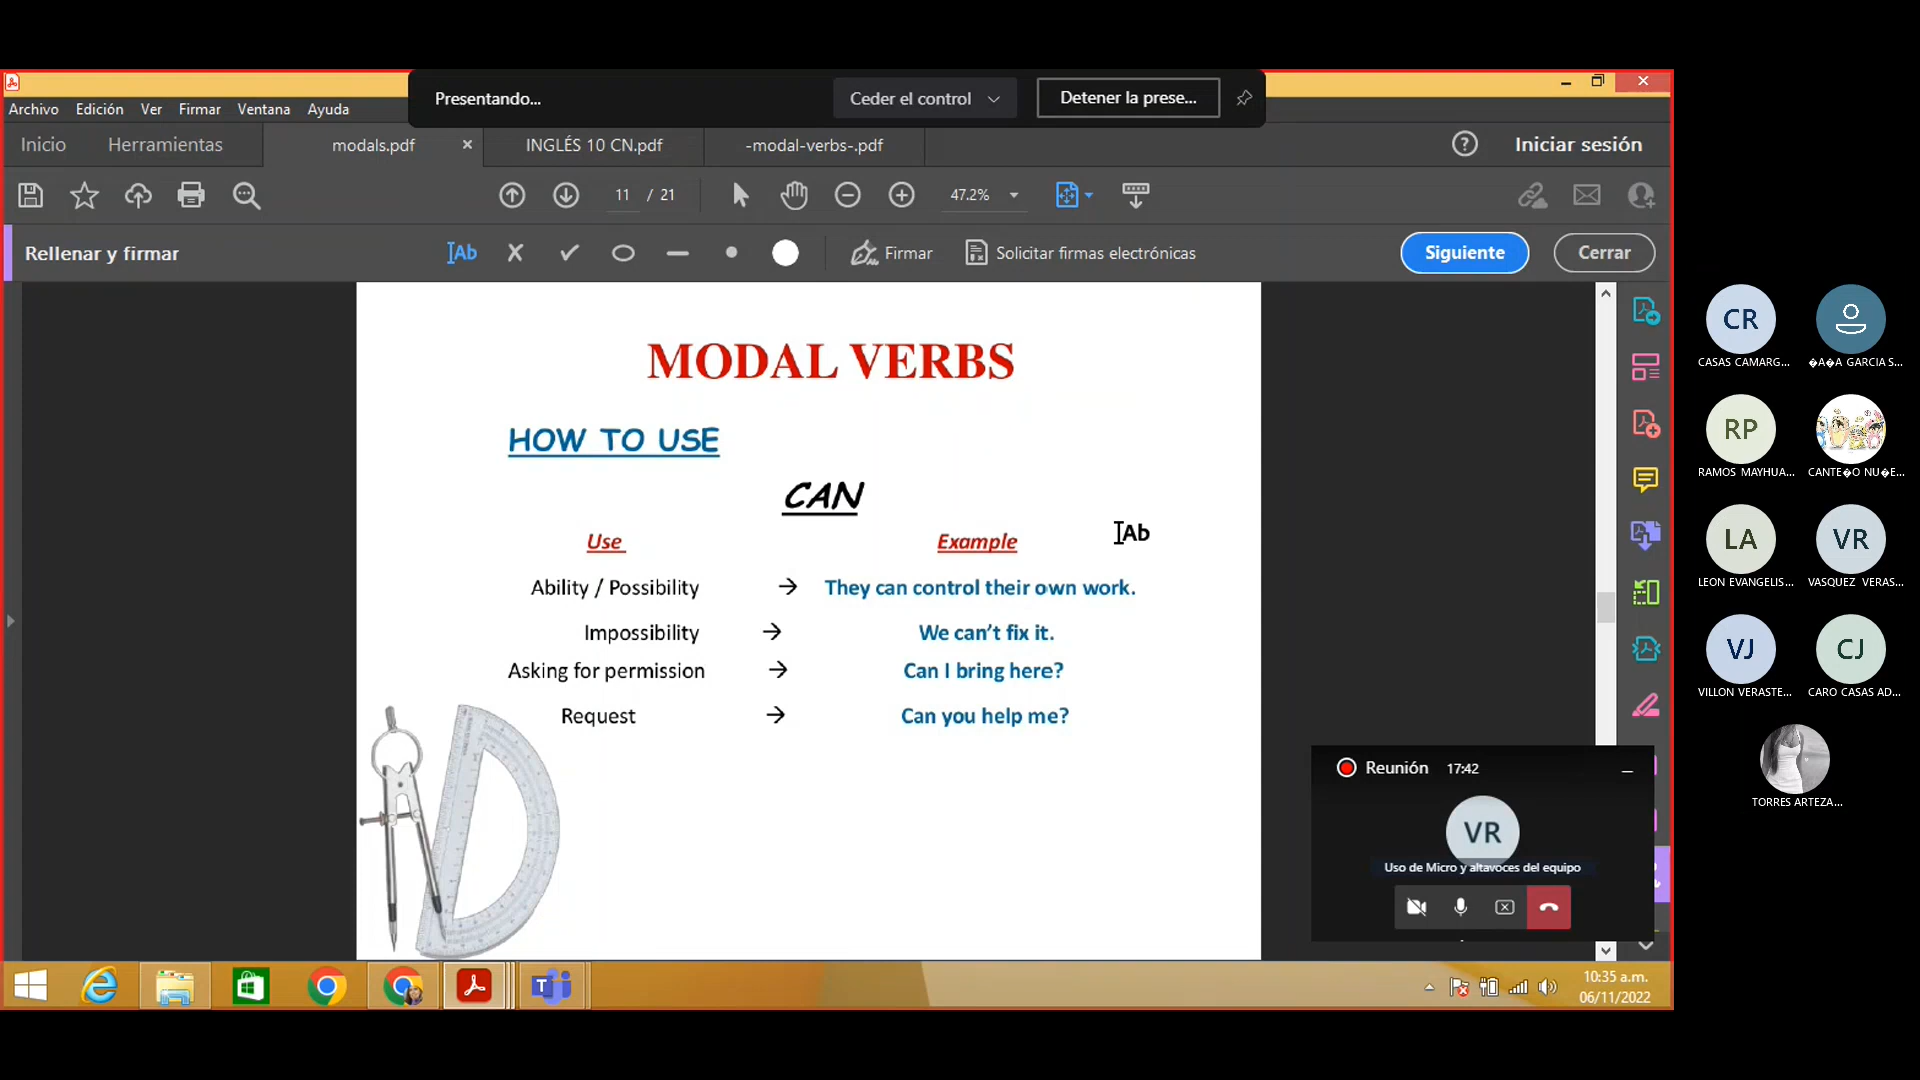 Presentando...
Ceder el control
Detener la prese...
Archivo Edición Ver Firmar Ventana Ayuda
Inicio Herramientas modals.pdf INGLÉS 10 CN.pdf -modal-verbs-.pdf Iniciar sesión
11 / 21 47.2%
Rellenar y firmar Ab Firmar Solicitar firmas electrónicas Siguiente Cerrar
MODAL VERBS
HOW TO USE
CAN
Ab
Use Example
Ability / Possibility → They can control their own work.
Impossibility → We can't fix it.
Asking for permission → Can I bring here?
Request → Can you help me?
Reunión 17:42
VR
Uso de Micro y altavoces del equipo
10:35 a.m.
06/11/2022
CR
CASAS CAMARG... �A�A GARCIA S...
RP
RAMOS MAYHUA... CANTE�O NU�E...
LA VR
LEON EVANGELIS... VASQUEZ VERAS...
VJ CJ
VILLON VERASTE... CARO CASAS AD...
TORRES ARTEZA...